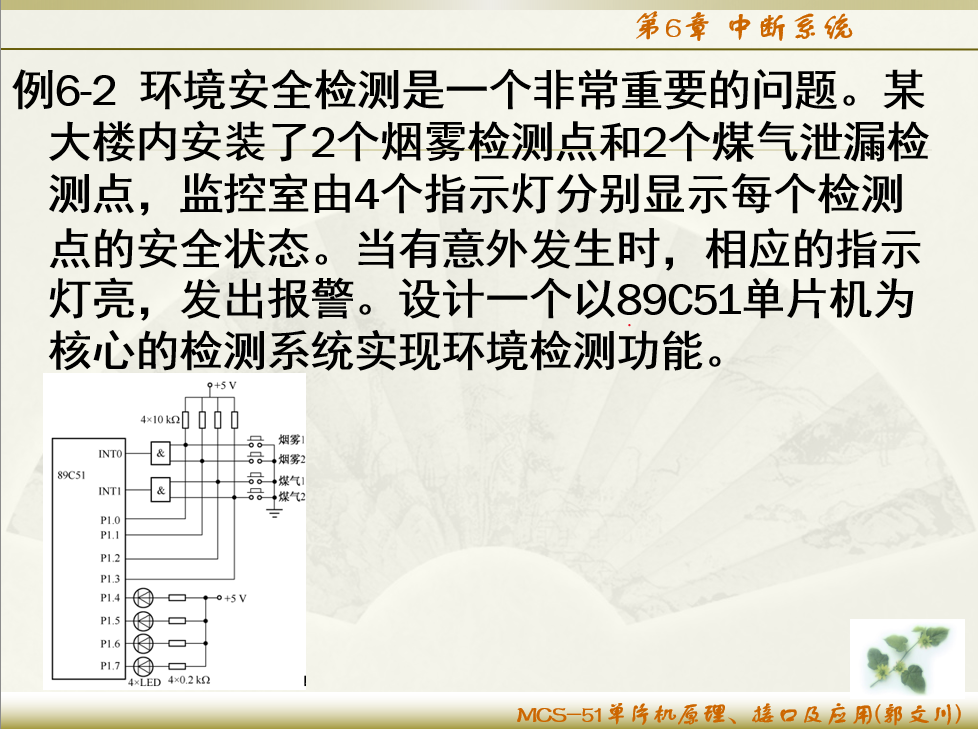 第6章 中断系统
例6-2 环境安全检测是一个非常重要的问题。某
大楼内安装了2个烟雾检测点和2个煤气泄漏检
测点，监控室由4个指示灯分别显示每个检测
点的安全状态。当有意外发生时，相应的指示
灯亮，发出报警。设计一个以89C51单片机为
核心的检测系统实现环境检测功能。
+5 V
4×10 kΩ
烟雾1
INT0 &
烟雾2
89C51
煤气1
INT1 &
煤气2
P1.0
P1.1
P1.2
P1.3
P1.4 +5 V
P1.5
P1.6
P1.7
4×LED 4×0.2 kΩ
MCS-51单片机原理、接口及应用(郭文川)